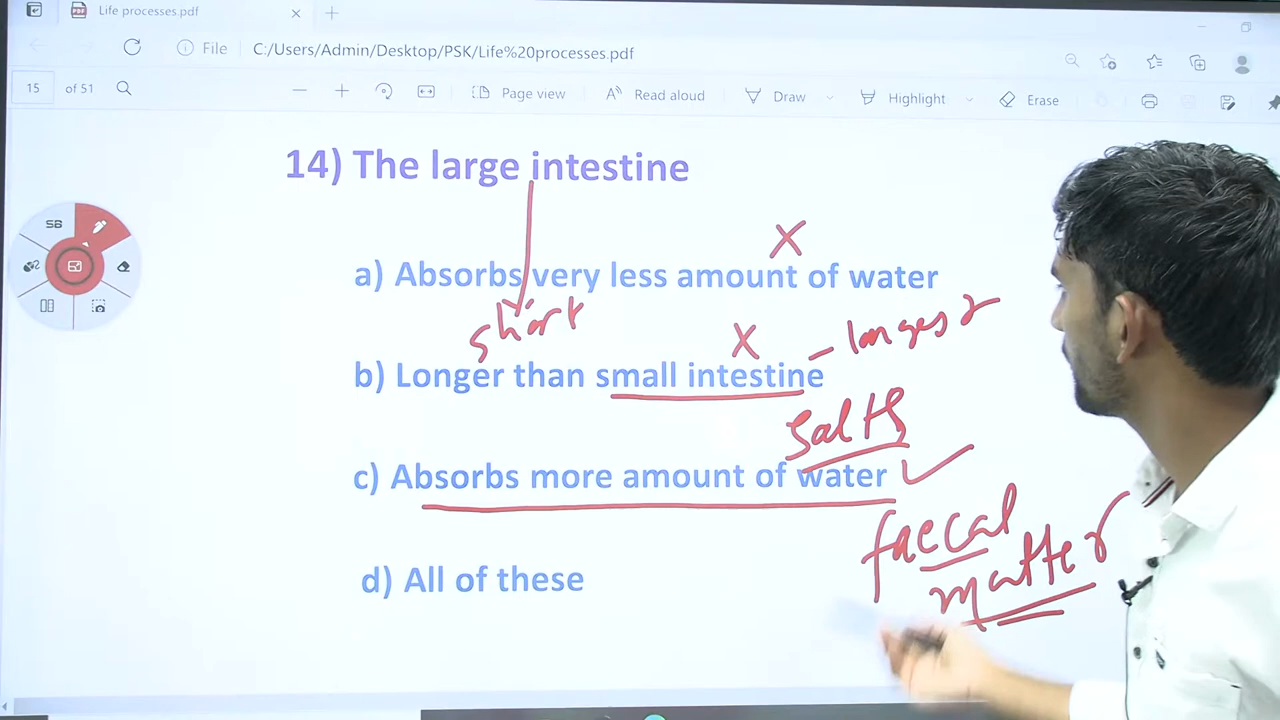 Life processes.pdf
File C:/Users/Admin/Desktop/PSK/Life%20processes.pdf
15 of 51 Page view Read aloud Draw Highlight Erase
14) The large intestine
SB
X
a) Absorbs very less amount of water
short
X
longest
b) Longer than small intestine
salts
c) Absorbs more amount of water
faecal
matter
d) All of these